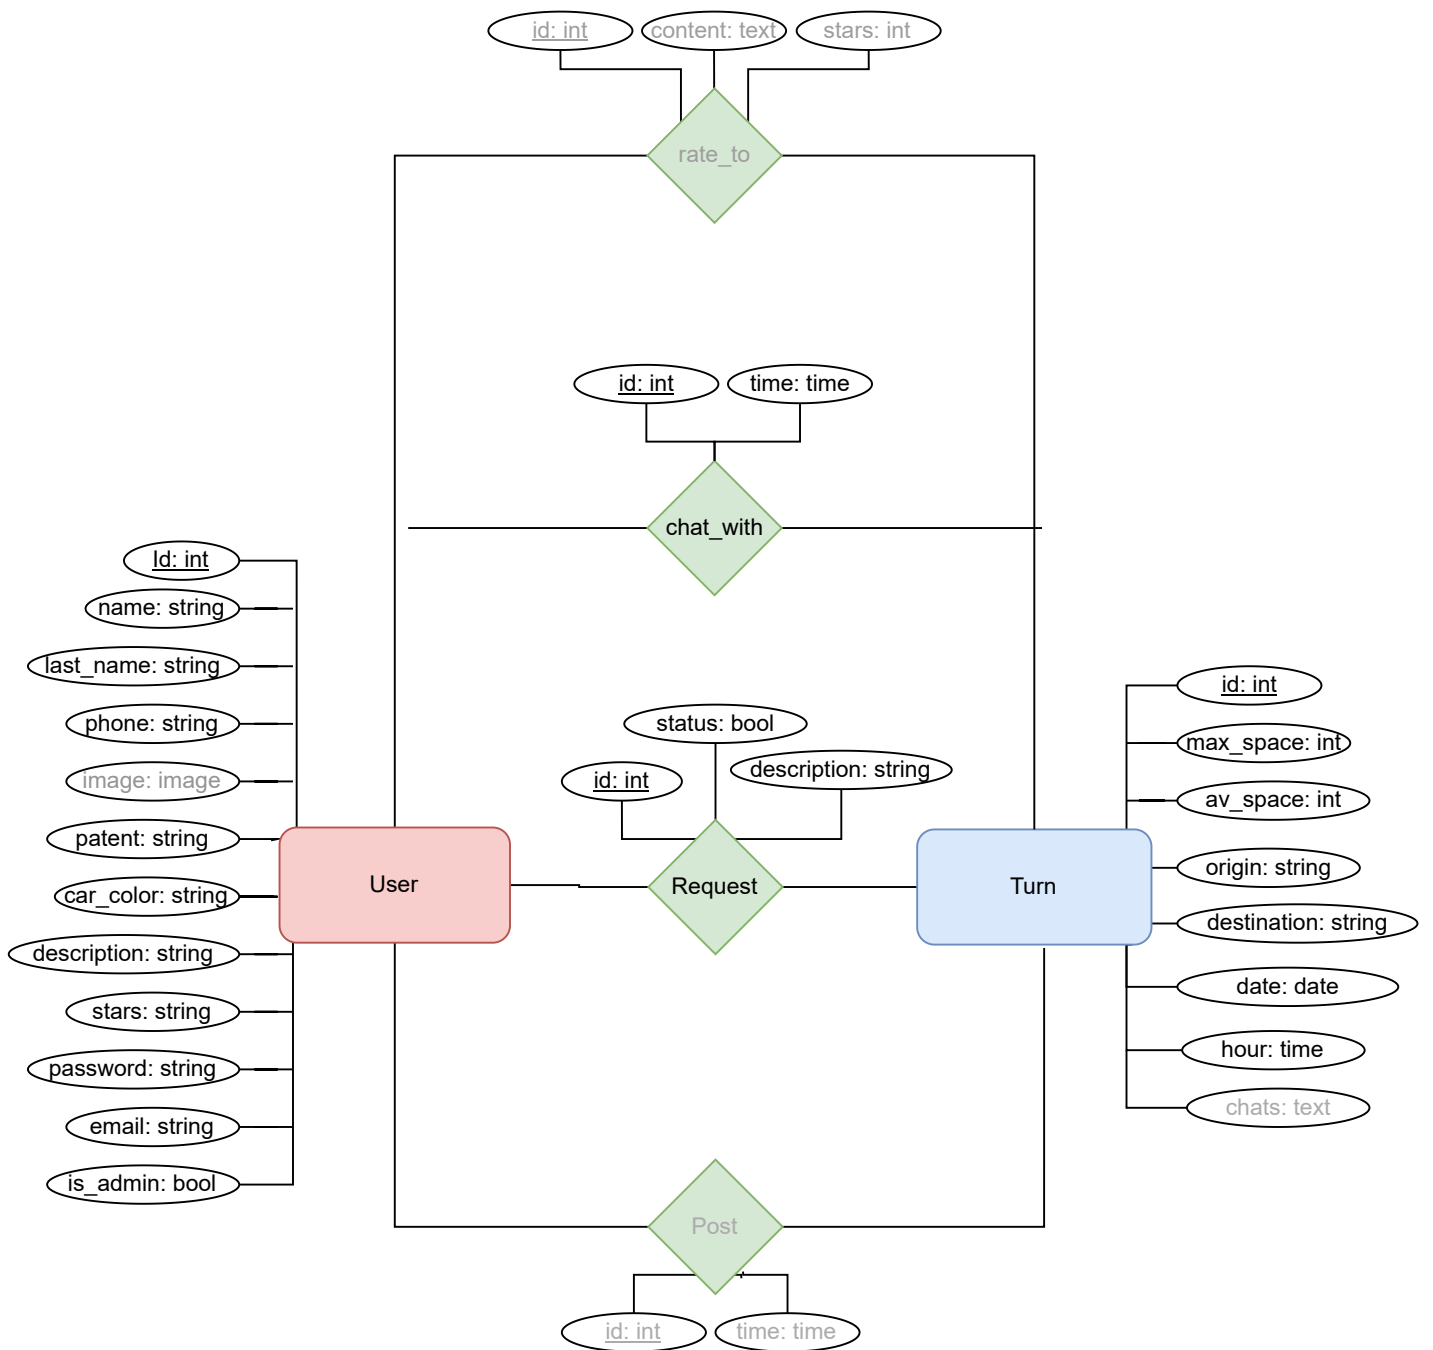 id: int
content: text
stars: int
rate_to
id: int
time: time
chat_with
Id: int
name: string
last_name: string
phone: string
image: image
patent: string
car_color: string
description: string
stars: string
password: string
email: string
is_admin: bool
User
status: bool
id: int
description: string
Request
Turn
id: int
max_space: int
av_space: int
origin: string
destination: string
date: date
hour: time
chats: text
Post
id: int
time: time